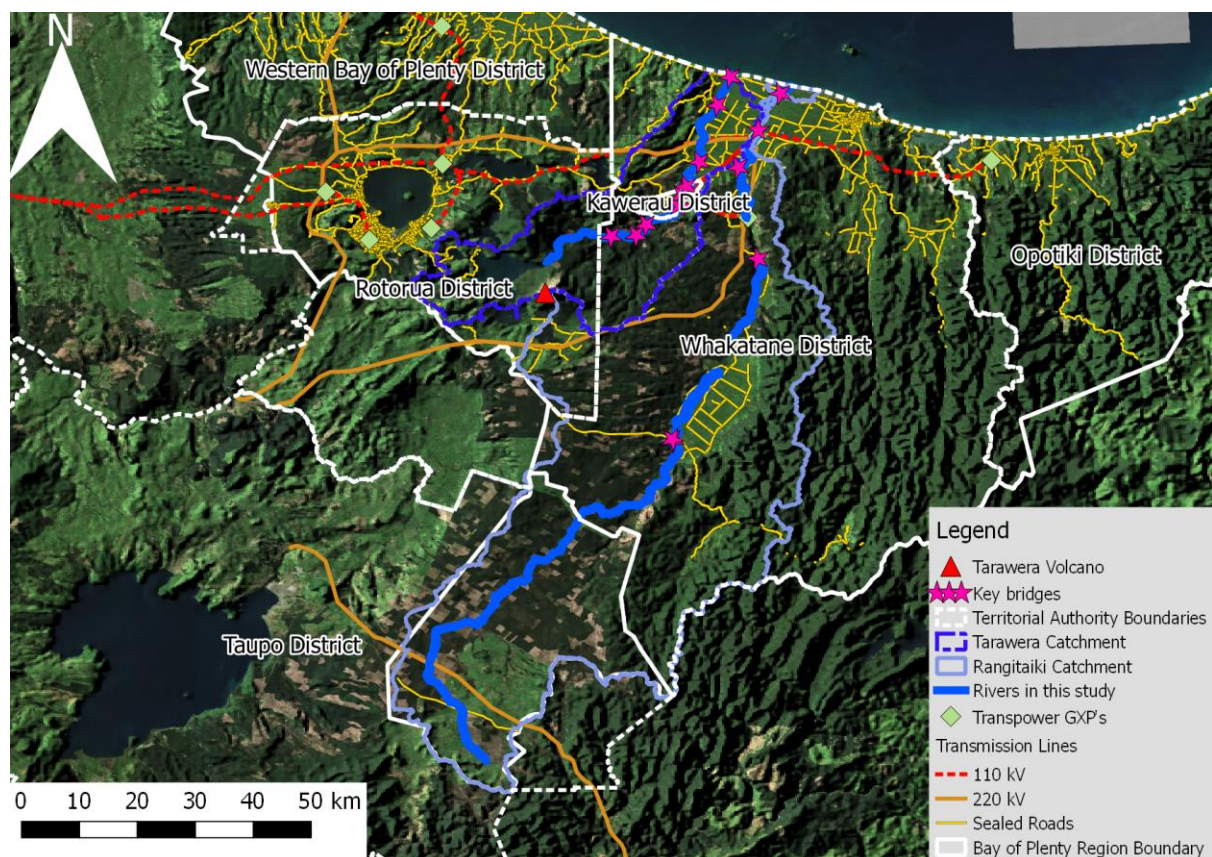 N
Western Bay of Plenty District
Kawerau District
Rotorua District
Opotiki District
Whakatane District
Taupo District
Legend
Tarawera Volcano
Key bridges
Territorial Authority Boundaries
Tarawera Catchment
Rangitaiki Catchment
Rivers in this study
Transpower GXP's
Transmission Lines
110 kV
220 kV
Sealed Roads
Bay of Plenty Region Boundary
0 10 20 30 40 50 km